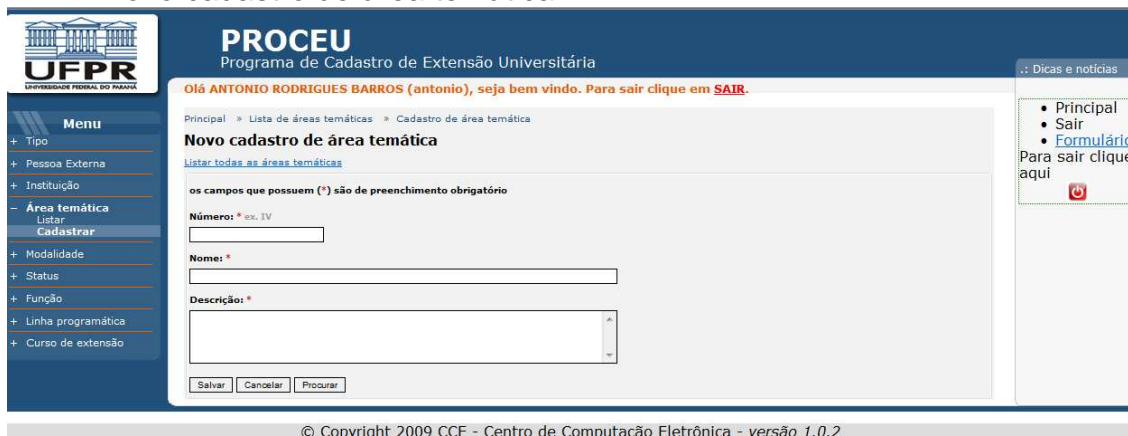 UFPR
UNIVERSIDADE FEDERAL DO PARANÁ
PROCEU
Programa de Cadastro de Extensão Universitária
.: Dicas e notícias
Olá ANTONIO RODRIGUES BARROS (antonio), seja bem vindo. Para sair clique em SAIR.
Menu
+ Tipo
+ Pessoa Externa
+ Instituição
− Área temática
Listar
Cadastrar
+ Modalidade
+ Status
+ Função
+ Linha programática
+ Curso de extensão
Principal » Lista de áreas temáticas » Cadastro de área temática
Novo cadastro de área temática
Listar todas as áreas temáticas
os campos que possuem (*) são de preenchimento obrigatório
Número: * ex. IV
Nome: *
Descrição: *
Salvar Cancelar Procurar
• Principal
• Sair
• Formulário
Para sair clique
aqui
© Copyright 2009 CCE - Centro de Computação Eletrônica - versão 1.0.2